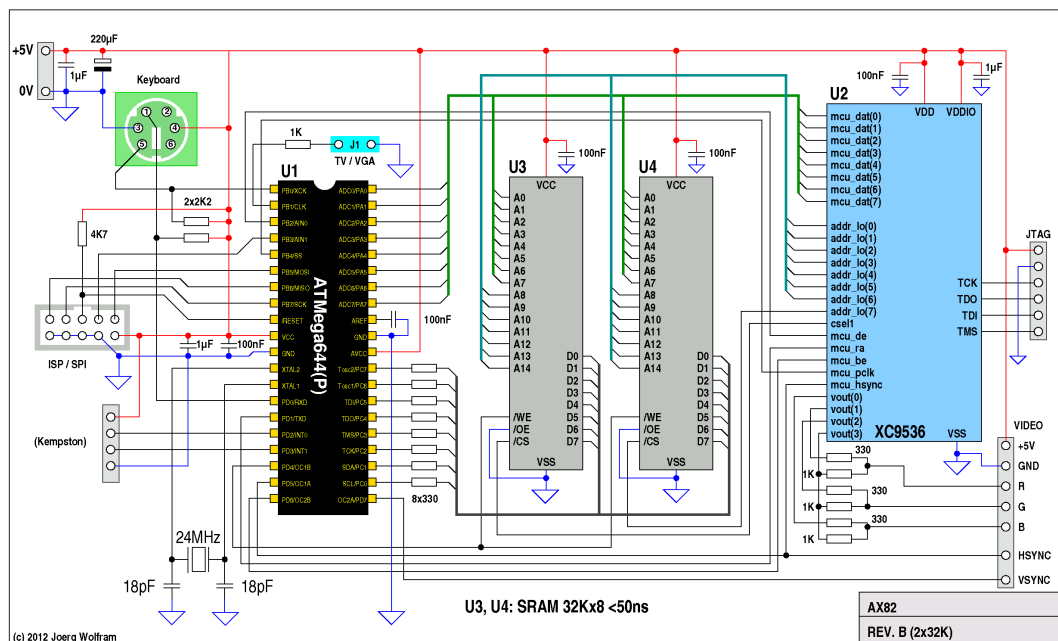 +5V
0V
1µF
220µF
Keyboard
1
2
3
4
5
6
1K
J1
TV / VGA
2x2K2
4K7
ISP / SPI
1µF
100nF
(Kempston)
24MHz
18pF
18pF
U1
ATMega644(P)
PB0/XCK
PB1/CLK
PB2/AIN0
PB3/AIN1
PB4/SS
PB5/MOSI
PB6/MISO
PB7/SCK
/RESET
VCC
GND
XTAL2
XTAL1
PD0/RXD
PD1/TXD
PD2/INT0
PD3/INT1
PD4/OC1B
PD5/OC1A
PD6/OC2B
ADC0/PA0
ADC1/PA1
ADC2/PA2
ADC3/PA3
ADC4/PA4
ADC5/PA5
ADC6/PA6
ADC7/PA7
AREF
GND
AVCC
Tosc2/PC7
Tosc1/PC6
TDI/PC5
TDO/PC4
TMS/PC3
TCK/PC2
SDA/PC1
SCL/PC0
OC2A/PD7
100nF
8x330
U3
VCC
100nF
A0
A1
A2
A3
A4
A5
A6
A7
A8
A9
A10
A11
A12
A13
A14
D0
D1
D2
D3
D4
D5
D6
D7
/WE
/OE
/CS
VSS
U4
VCC
100nF
A0
A1
A2
A3
A4
A5
A6
A7
A8
A9
A10
A11
A12
A13
A14
D0
D1
D2
D3
D4
D5
D6
D7
/WE
/OE
/CS
VSS
U3, U4: SRAM 32Kx8 <50ns
100nF
1µF
U2
VDD
VDDIO
mcu_dat(0)
mcu_dat(1)
mcu_dat(2)
mcu_dat(3)
mcu_dat(4)
mcu_dat(5)
mcu_dat(6)
mcu_dat(7)
addr_lo(0)
addr_lo(1)
addr_lo(2)
addr_lo(3)
addr_lo(4)
addr_lo(5)
addr_lo(6)
addr_lo(7)
csel1
mcu_de
mcu_ra
mcu_be
mcu_pclk
mcu_hsync
vout(0)
vout(1)
vout(2)
vout(3)
TCK
TDO
TDI
TMS
XC9536
VSS
JTAG
330
1K
330
1K
330
1K
VIDEO
+5V
GND
R
G
B
HSYNC
VSYNC
AX82
REV. B (2x32K)
(c) 2012 Joerg Wolfram